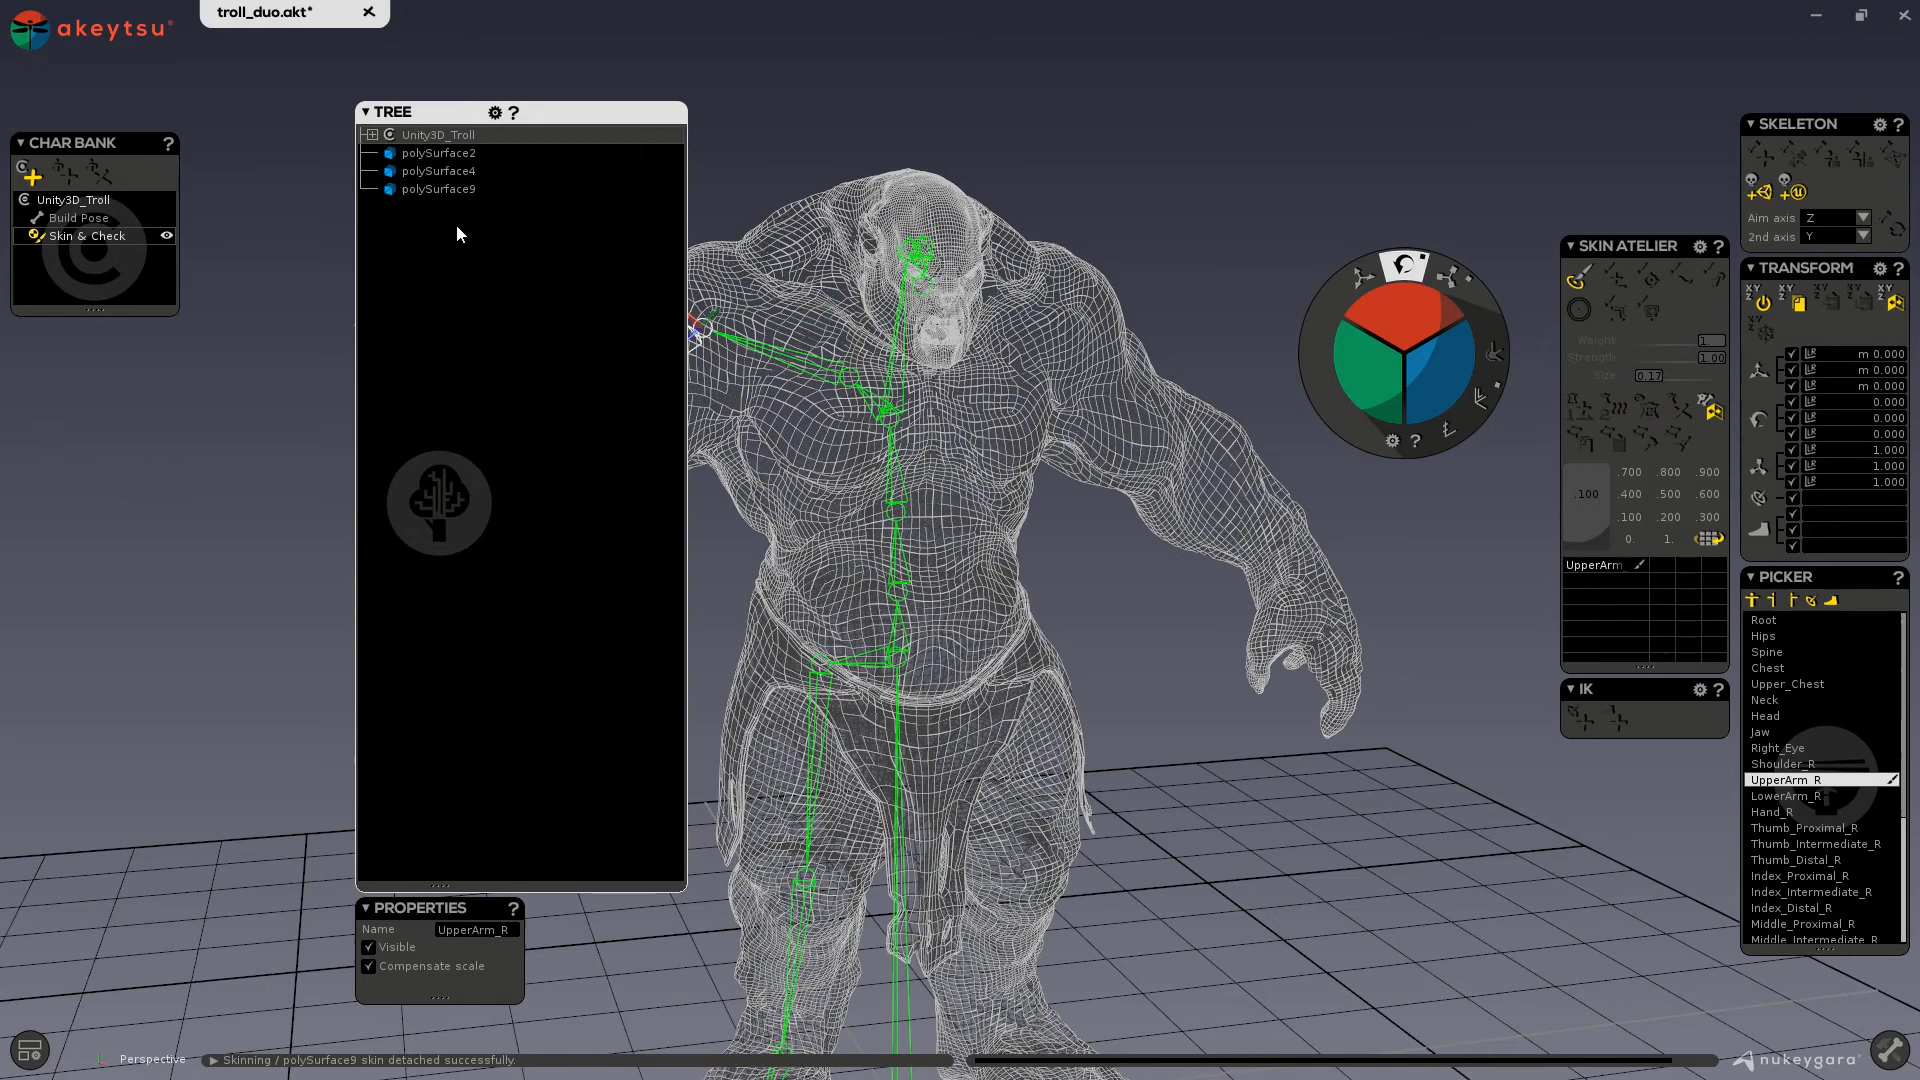 akeytsu
troll_duo.akt*
CHAR BANK
?
Unity3D_Troll
Build Pose
Skin & Check
TREE
?
Unity3D_Troll
polySurface2
polySurface4
polySurface9
PROPERTIES
?
Name UpperArm_R
Visible
Compensate scale
SKIN ATELIER
?
Weight 1.
Strength 1.00
Size 0.17
.700 .800 .900
.100 .400 .500 .600
.100 .200 .300
0. 1.
UpperArm
IK
?
SKELETON
?
Aim axis Z
2nd axis Y
TRANSFORM
?
m 0.000
m 0.000
m 0.000
0.000
0.000
0.000
1.000
1.000
1.000
PICKER
?
Root
Hips
Spine
Chest
Upper_Chest
Neck
Head
Jaw
Right_Eye
Shoulder_R
UpperArm_R
LowerArm_R
Hand_R
Thumb_Proximal_R
Thumb_Intermediate_R
Thumb_Distal_R
Index_Proximal_R
Index_Intermediate_R
Index_Distal_R
Middle_Proximal_R
Middle_Intermediate_R
Perspective
Skinning / polySurface9 skin detached successfully.
nukeygara